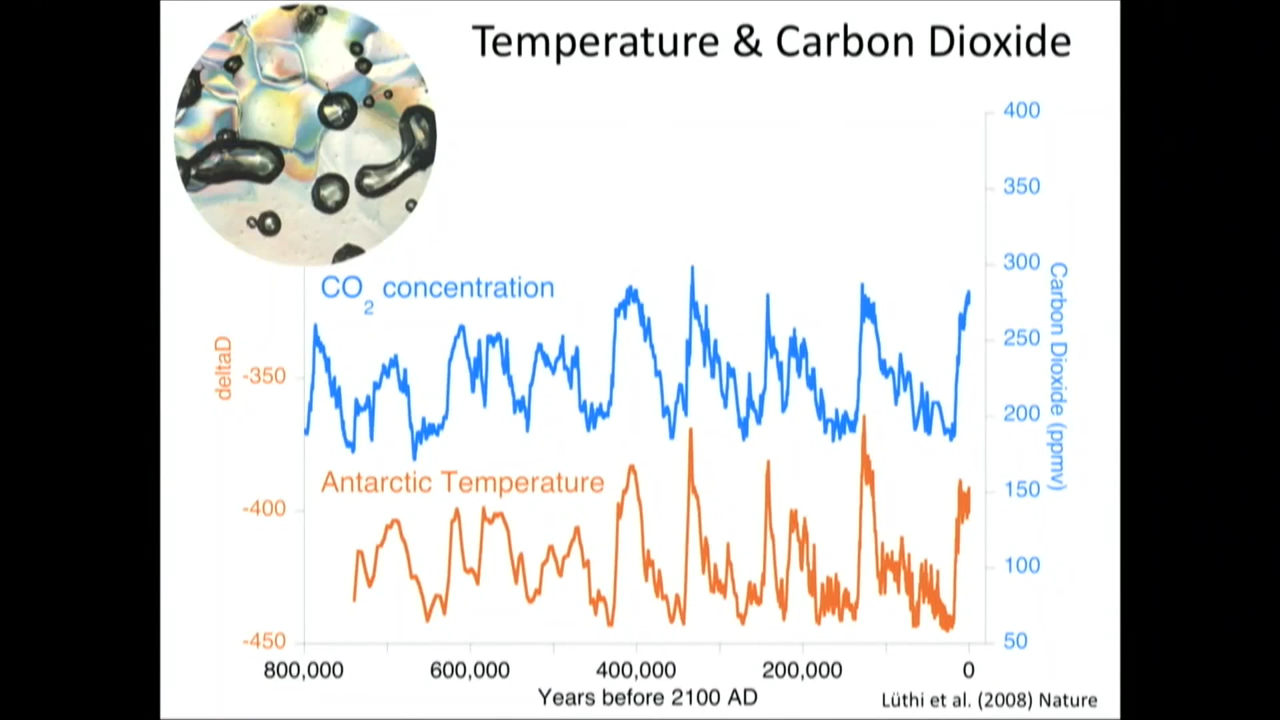 Temperature & Carbon Dioxide
400
350
300
250
200
150
100
50
Carbon Dioxide (ppmv)
CO2 concentration
deltaD
-350
-400
-450
Antarctic Temperature
800,000
600,000
400,000
200,000
0
Years before 2100 AD
Lüthi et al. (2008) Nature